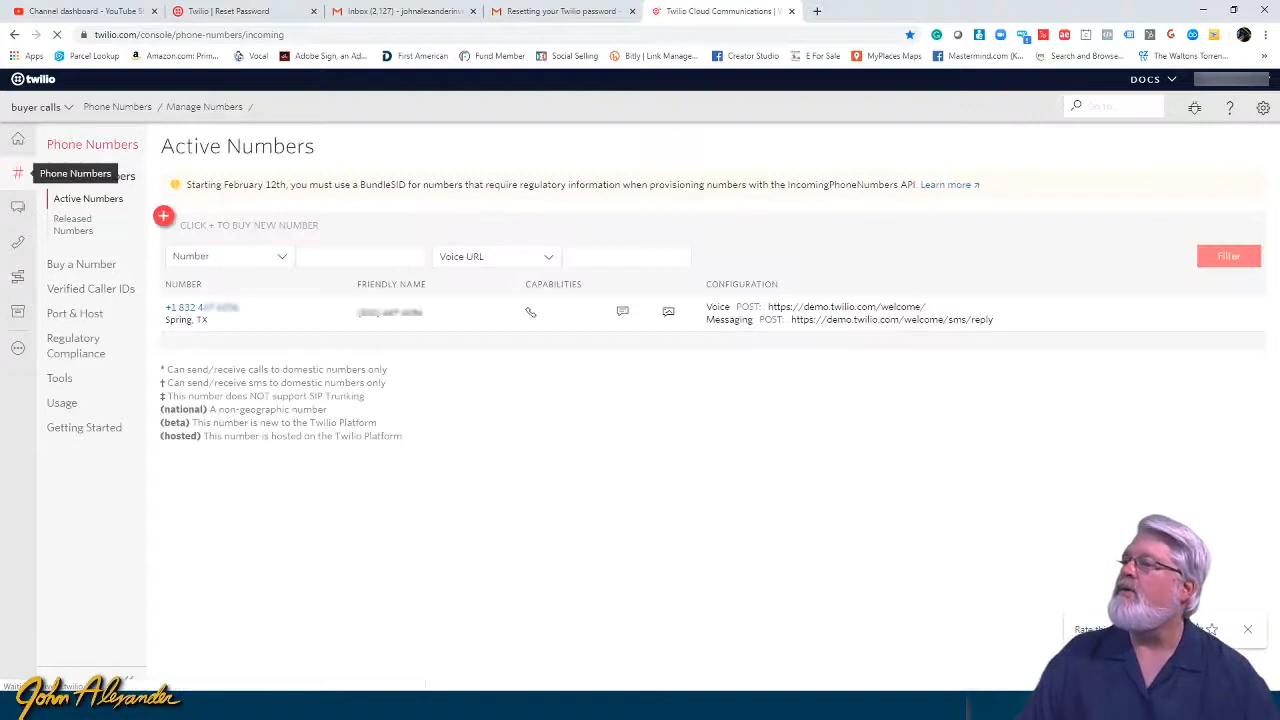 Channel dashboard - YouTube St
Twilio | Reset Password
Inbox (2,127) - johnalexanderinve
Resetting your Twilio password -
Twilio Cloud Communications | W
twilio.com/console/phone-numbers/incoming
Apps
Parcel Lookup
Amazon.com: Prim...
Vocal
Adobe Sign, an Ad...
First American
Fund Member
Social Selling
Bitly | Link Manage...
Creator Studio
E For Sale
MyPlaces Maps
Mastermind.com (K...
Search and Browse...
The Waltons Torren...
twilio
DOCS
buyer calls
Phone Numbers /
Manage Numbers /
Go to...
Phone Numbers
Phone Numbers
Active Numbers
Released
Numbers
Buy a Number
Verified Caller IDs
Port & Host
Regulatory
Compliance
Tools
Usage
Getting Started
Active Numbers
Starting February 12th, you must use a BundleSID for numbers that require regulatory information when provisioning numbers with the IncomingPhoneNumbers API. Learn more
CLICK + TO BUY NEW NUMBER
Number
Voice URL
Filter
NUMBER
FRIENDLY NAME
CAPABILITIES
CONFIGURATION
+1 832 4
Spring, TX
Voice POST: https://demo.twilio.com/welcome/
Messaging POST: https://demo.twilio.com/welcome/sms/reply
* Can send/receive calls to domestic numbers only
† Can send/receive sms to domestic numbers only
‡ This number does NOT support SIP Trunking
(national) A non-geographic number
(beta) This number is new to the Twilio Platform
(hosted) This number is hosted on the Twilio Platform
Rate
John Alexander